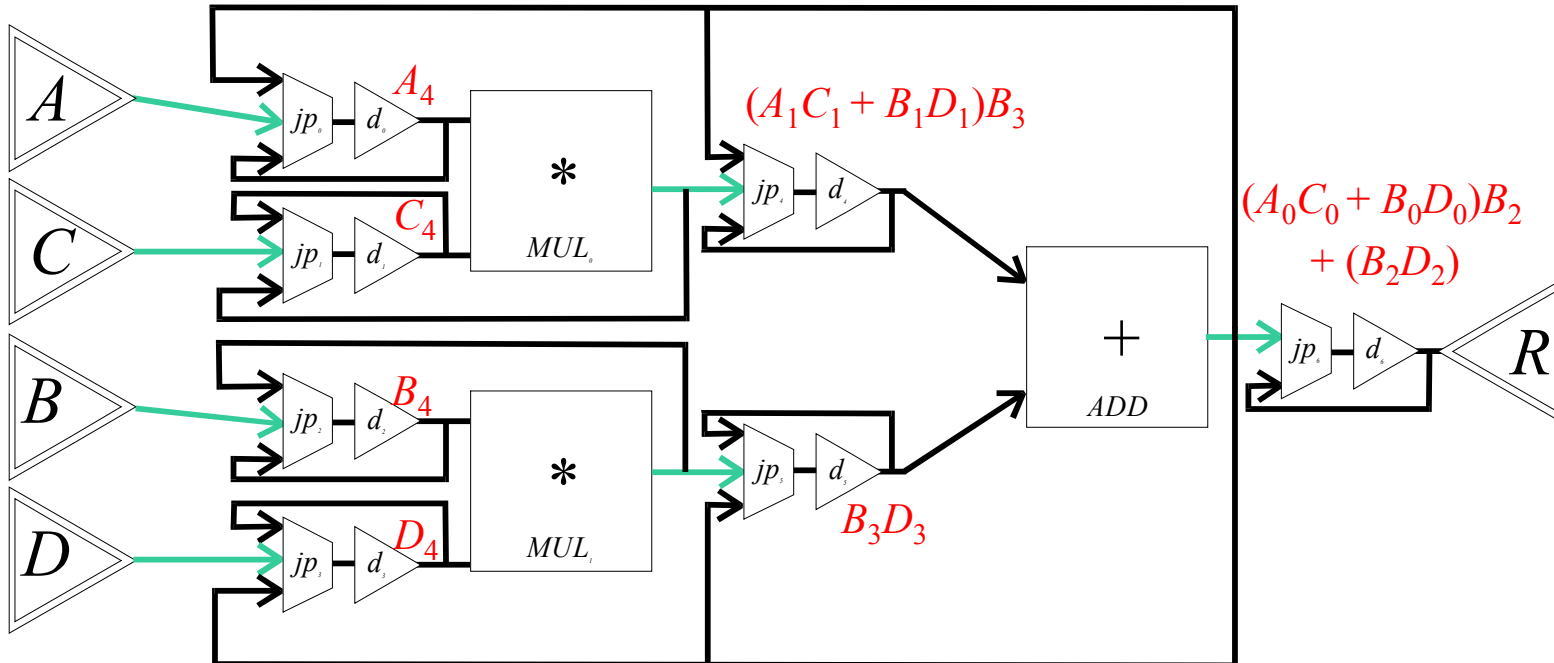 A
C
B
D
jp₀
d₀
A₄
*
MUL₀
jp₁
d₁
C₄
jp₂
d₂
B₄
*
MUL₁
jp₃
d₃
D₄
(A₁C₁ + B₁D₁)B₃
jp₄
d₄
jp₅
d₅
B₃D₃
+
ADD
(A₀C₀ + B₀D₀)B₂
+ (B₂D₂)
jp₆
d₆
R